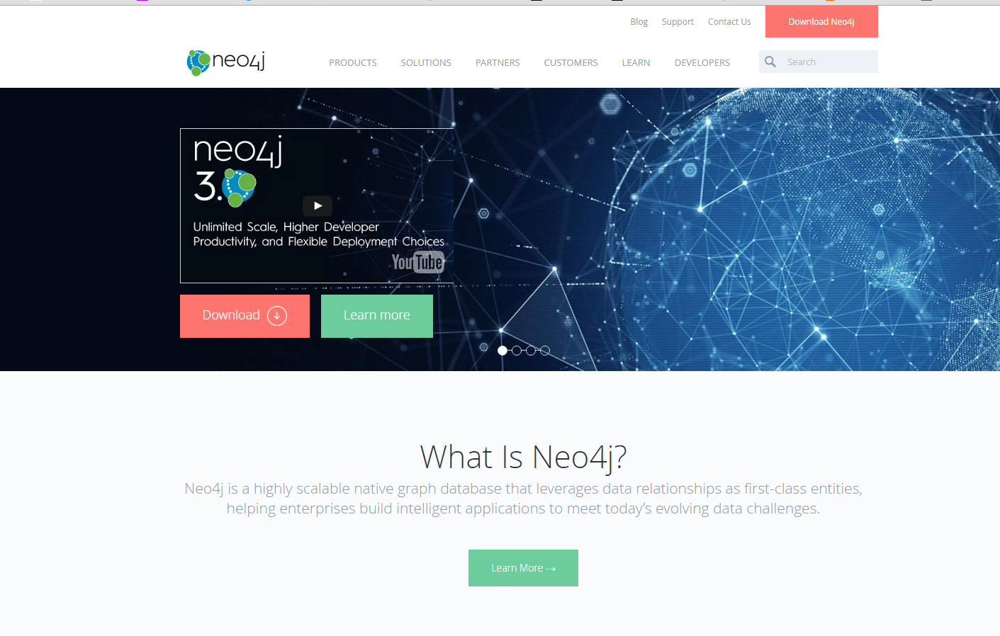 Blog Support Contact Us Download Neo4j
neo4j PRODUCTS SOLUTIONS PARTNERS CUSTOMERS LEARN DEVELOPERS Search
neo4j
3.0
Unlimited Scale, Higher Developer
Productivity, and Flexible Deployment Choices
YouTube
Download Learn more
What Is Neo4j?
Neo4j is a highly scalable native graph database that leverages data relationships as first-class entities,
helping enterprises build intelligent applications to meet today’s evolving data challenges.
Learn More →